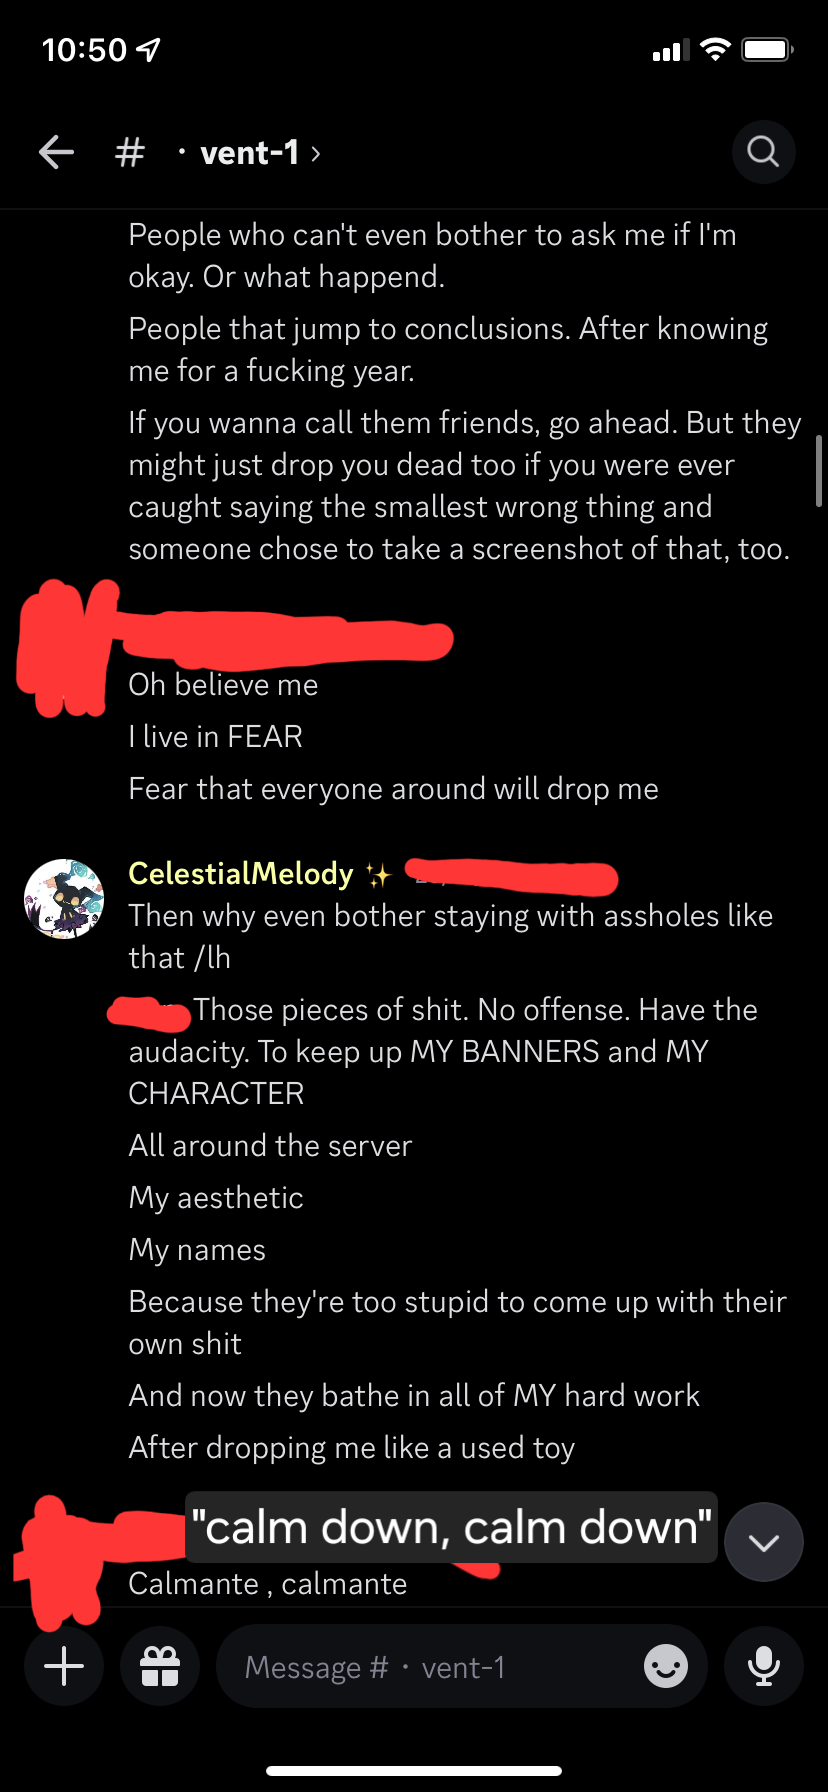 10:50
# · vent-1 ›
People who can't even bother to ask me if I'm
okay. Or what happend.
People that jump to conclusions. After knowing
me for a fucking year.
If you wanna call them friends, go ahead. But they
might just drop you dead too if you were ever
caught saying the smallest wrong thing and
someone chose to take a screenshot of that, too.
Oh believe me
I live in FEAR
Fear that everyone around will drop me
CelestialMelody ✨
Then why even bother staying with assholes like
that /lh
Those pieces of shit. No offense. Have the
audacity. To keep up MY BANNERS and MY
CHARACTER
All around the server
My aesthetic
My names
Because they're too stupid to come up with their
own shit
And now they bathe in all of MY hard work
After dropping me like a used toy
"calm down, calm down"
Calmante , calmante
Message # · vent-1